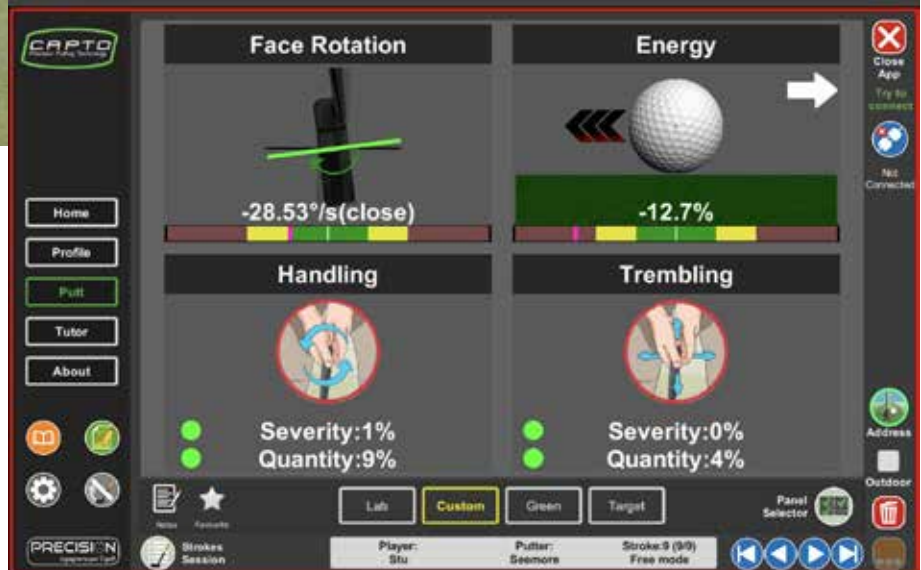 CAPTO
Face Rotation
Energy
Close
App
Try to
connect
Not
Connected
-28.53°/s(close)
-12.7%
Home
Profile
Putt
Tutor
About
Handling
Trembling
Severity:1%
Quantity:9%
Severity:0%
Quantity:4%
Address
Outdoor
Notes
Favourite
Lab
Custom
Green
Target
Panel
Selector
PRECISION
Strokes
Session
Player:
Stu
Putter:
Seemore
Stroke:9 (9/9)
Free mode